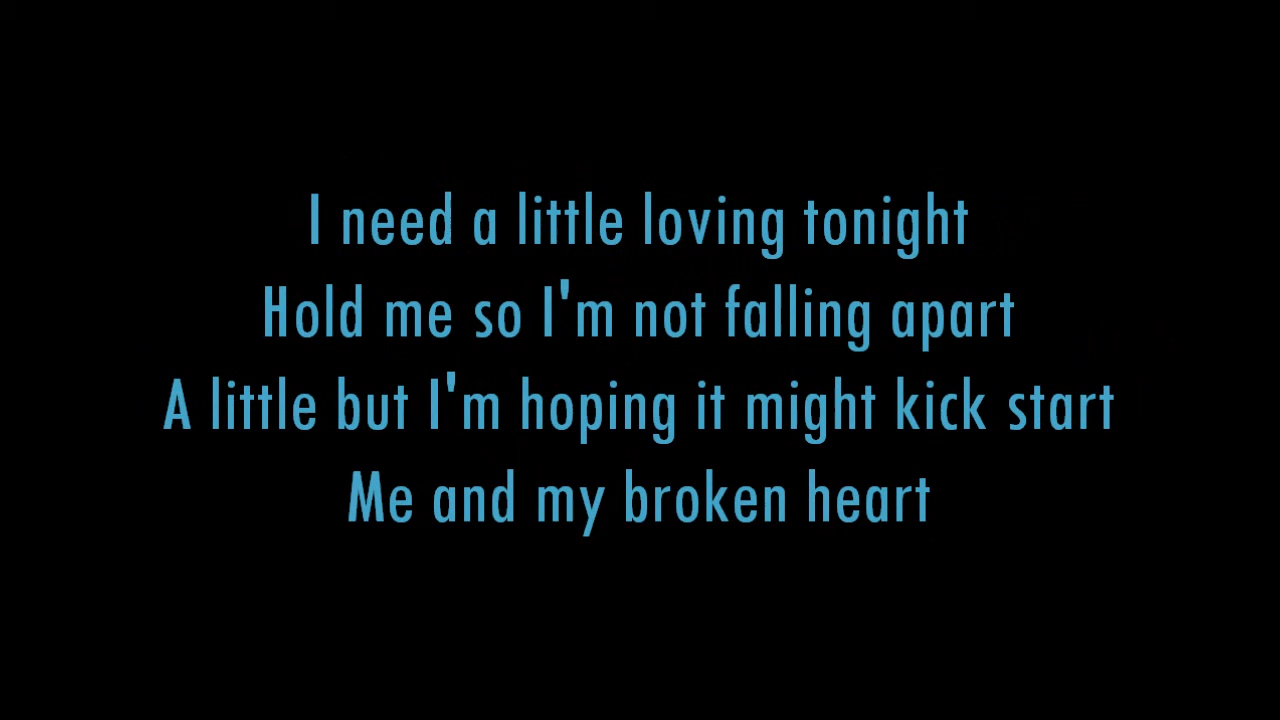 I need a little loving tonight
Hold me so I'm not falling apart
A little but I'm hoping it might kick start
Me and my broken heart